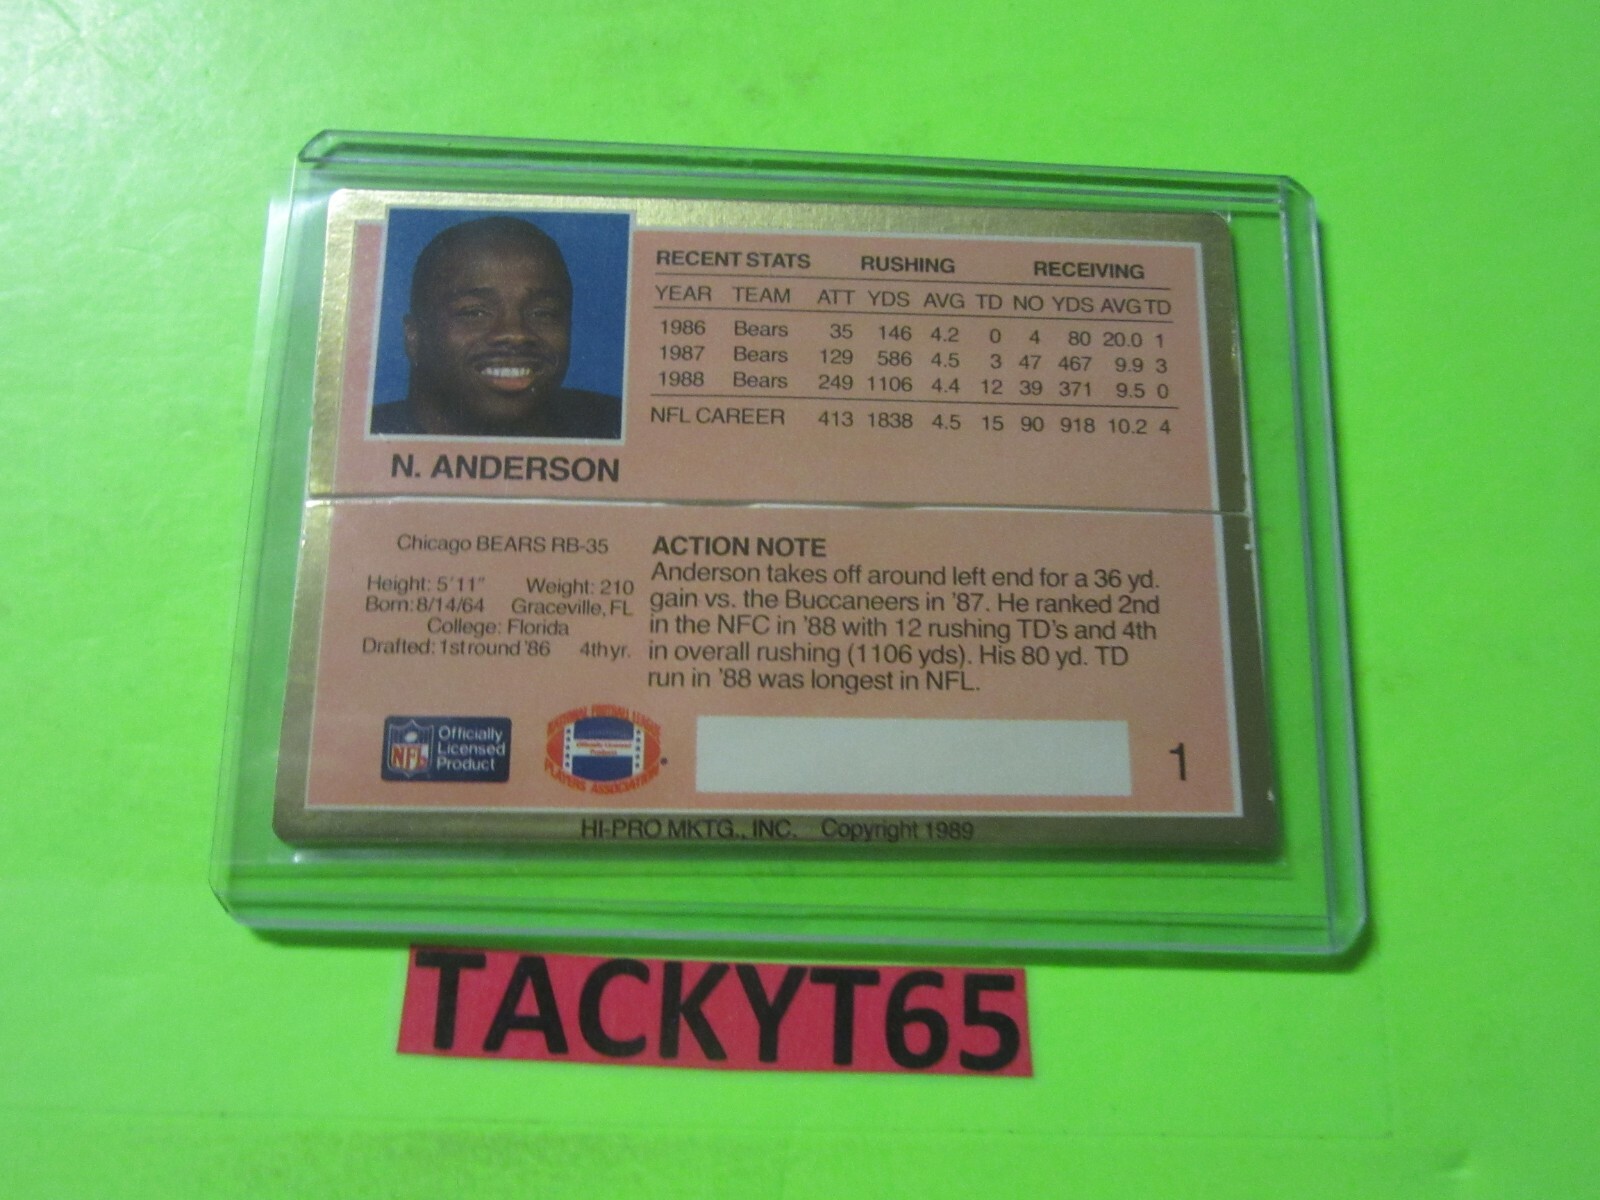 RECENT STATS RUSHING RECEIVING
YEAR TEAM ATT YDS AVG TD NO YDS AVG TD
1986 Bears 35 146 4.2 0 4 80 20.0 1
1987 Bears 129 586 4.5 3 47 467 9.9 3
1988 Bears 249 1106 4.4 12 39 371 9.5 0
NFL CAREER 413 1838 4.5 15 90 918 10.2 4
N. ANDERSON
Chicago BEARS RB-35
Height: 5'11" Weight: 210
Born: 8/14/64 Graceville, FL
College: Florida
Drafted: 1st round '86 4th yr.
ACTION NOTE
Anderson takes off around left end for a 36 yd.
gain vs. the Buccaneers in '87. He ranked 2nd
in the NFC in '88 with 12 rushing TD's and 4th
in overall rushing (1106 yds). His 80 yd. TD
run in '88 was longest in NFL.
NFL
Officially
Licensed
Product
NATIONAL FOOTBALL LEAGUE
Officially Licensed
Product
PLAYERS ASSOCIATION
1
HI-PRO MKTG., INC. Copyright 1989
TACKYT65